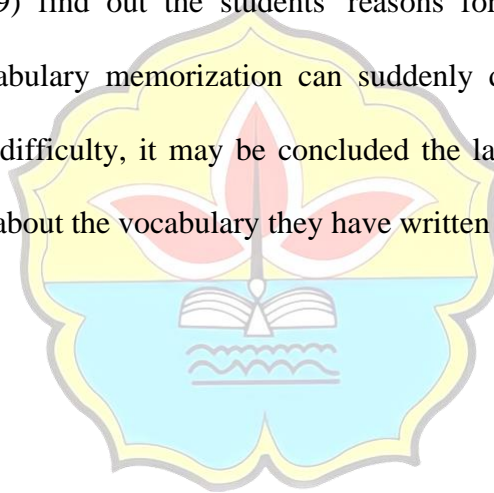 9) find out the students' reasons for
abulary memorization can suddenly
difficulty, it may be concluded the la
about the vocabulary they have written